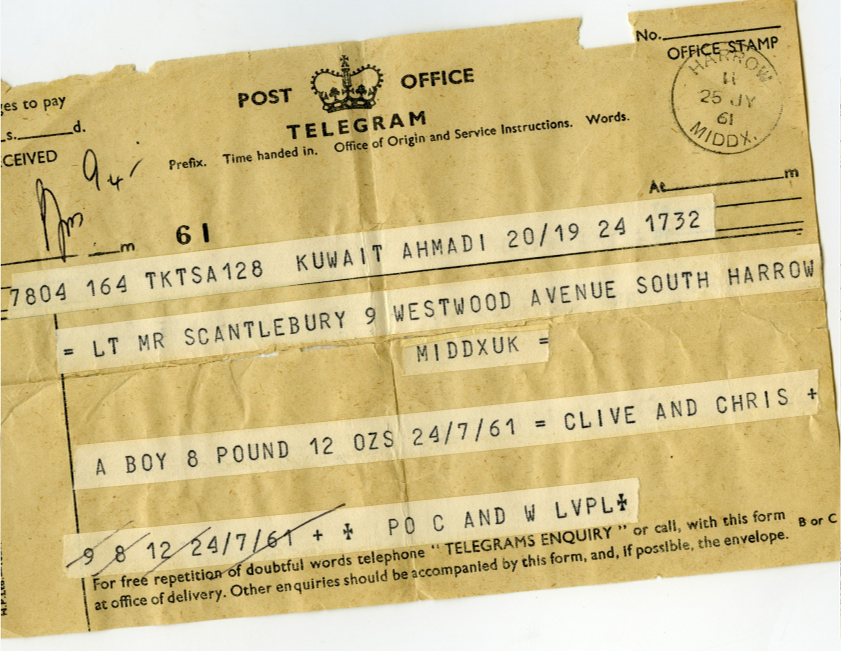 No.
OFFICE STAMP
HARROW
H
25 JY
61
MIDDX.
POST OFFICE
TELEGRAM
Prefix. Time handed in. Office of Origin and Service Instructions. Words.
ges to pay
s. d.
CEIVED
At m
m
61
7804 164 TKTSA128 KUWAIT AHMADI 20/19 24 1732
= LT MR SCANTLEBURY 9 WESTWOOD AVENUE SOUTH HARROW
MIDDXUK =
A BOY 8 POUND 12 OZS 24/7/61 = CLIVE AND CHRIS +
9 8 12 24/7/61 + ✠ PO C AND W LVPL✠
For free repetition of doubtful words telephone " TELEGRAMS ENQUIRY " or call, with this form
at office of delivery. Other enquiries should be accompanied by this form, and, if possible, the envelope.
B or C